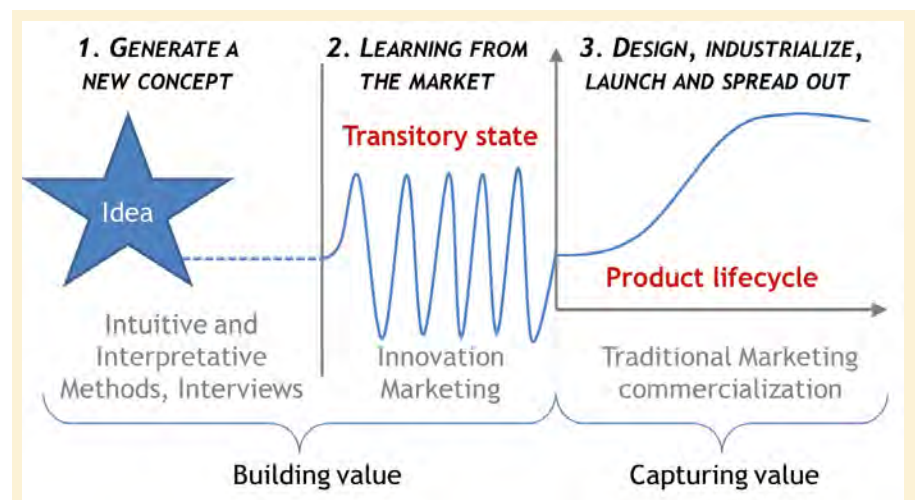 1. GENERATE A
NEW CONCEPT
2. LEARNING FROM
THE MARKET
3. DESIGN, INDUSTRIALIZE,
LAUNCH AND SPREAD OUT
Transitory state
Idea
Product lifecycle
Intuitive and
Interpretative
Methods, Interviews
Innovation
Marketing
Traditional Marketing
commercialization
Building value
Capturing value